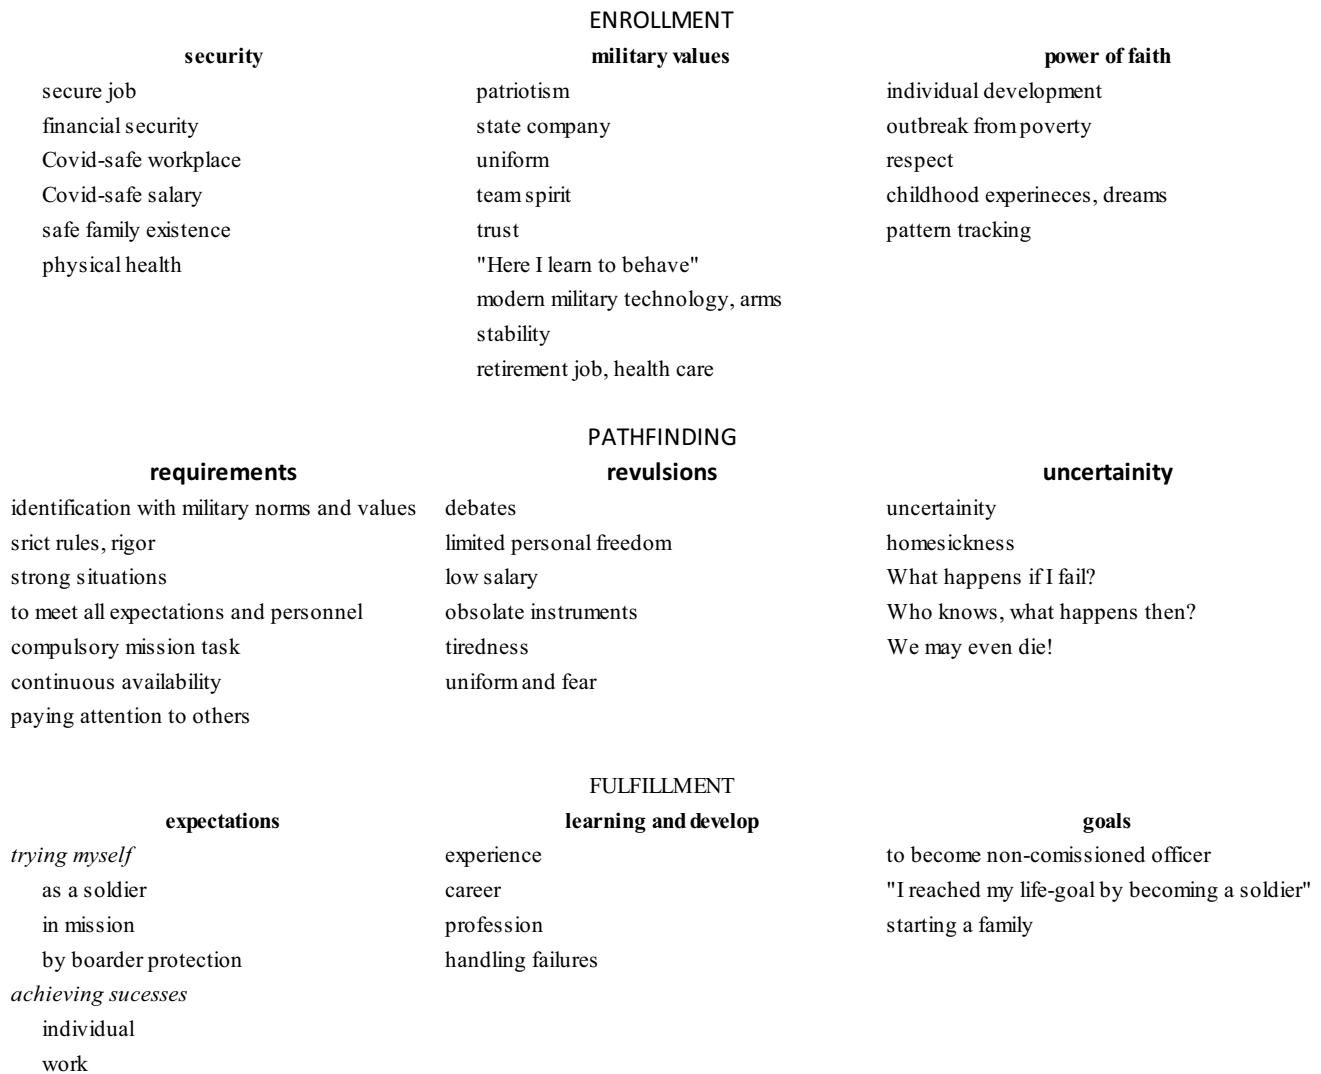 ENROLLMENT
security
military values
power of faith
secure job
patriotism
individual development
financial security
state company
outbreak from poverty
Covid-safe workplace
uniform
respect
Covid-safe salary
team spirit
childhood experineces, dreams
safe family existence
trust
pattern tracking
physical health
"Here I learn to behave"
modern military technology, arms
stability
retirement job, health care
PATHFINDING
requirements
revulsions
uncertainity
identification with military norms and values
debates
uncertainity
srict rules, rigor
limited personal freedom
homesickness
strong situations
low salary
What happens if I fail?
to meet all expectations and personnel
obsolate instruments
Who knows, what happens then?
compulsory mission task
tiredness
We may even die!
continuous availability
uniform and fear
paying attention to others
FULFILLMENT
expectations
learning and develop
goals
trying myself
experience
to become non-comissioned officer
as a soldier
career
"I reached my life-goal by becoming a soldier"
in mission
profession
starting a family
by boarder protection
handling failures
achieving sucesses
individual
work